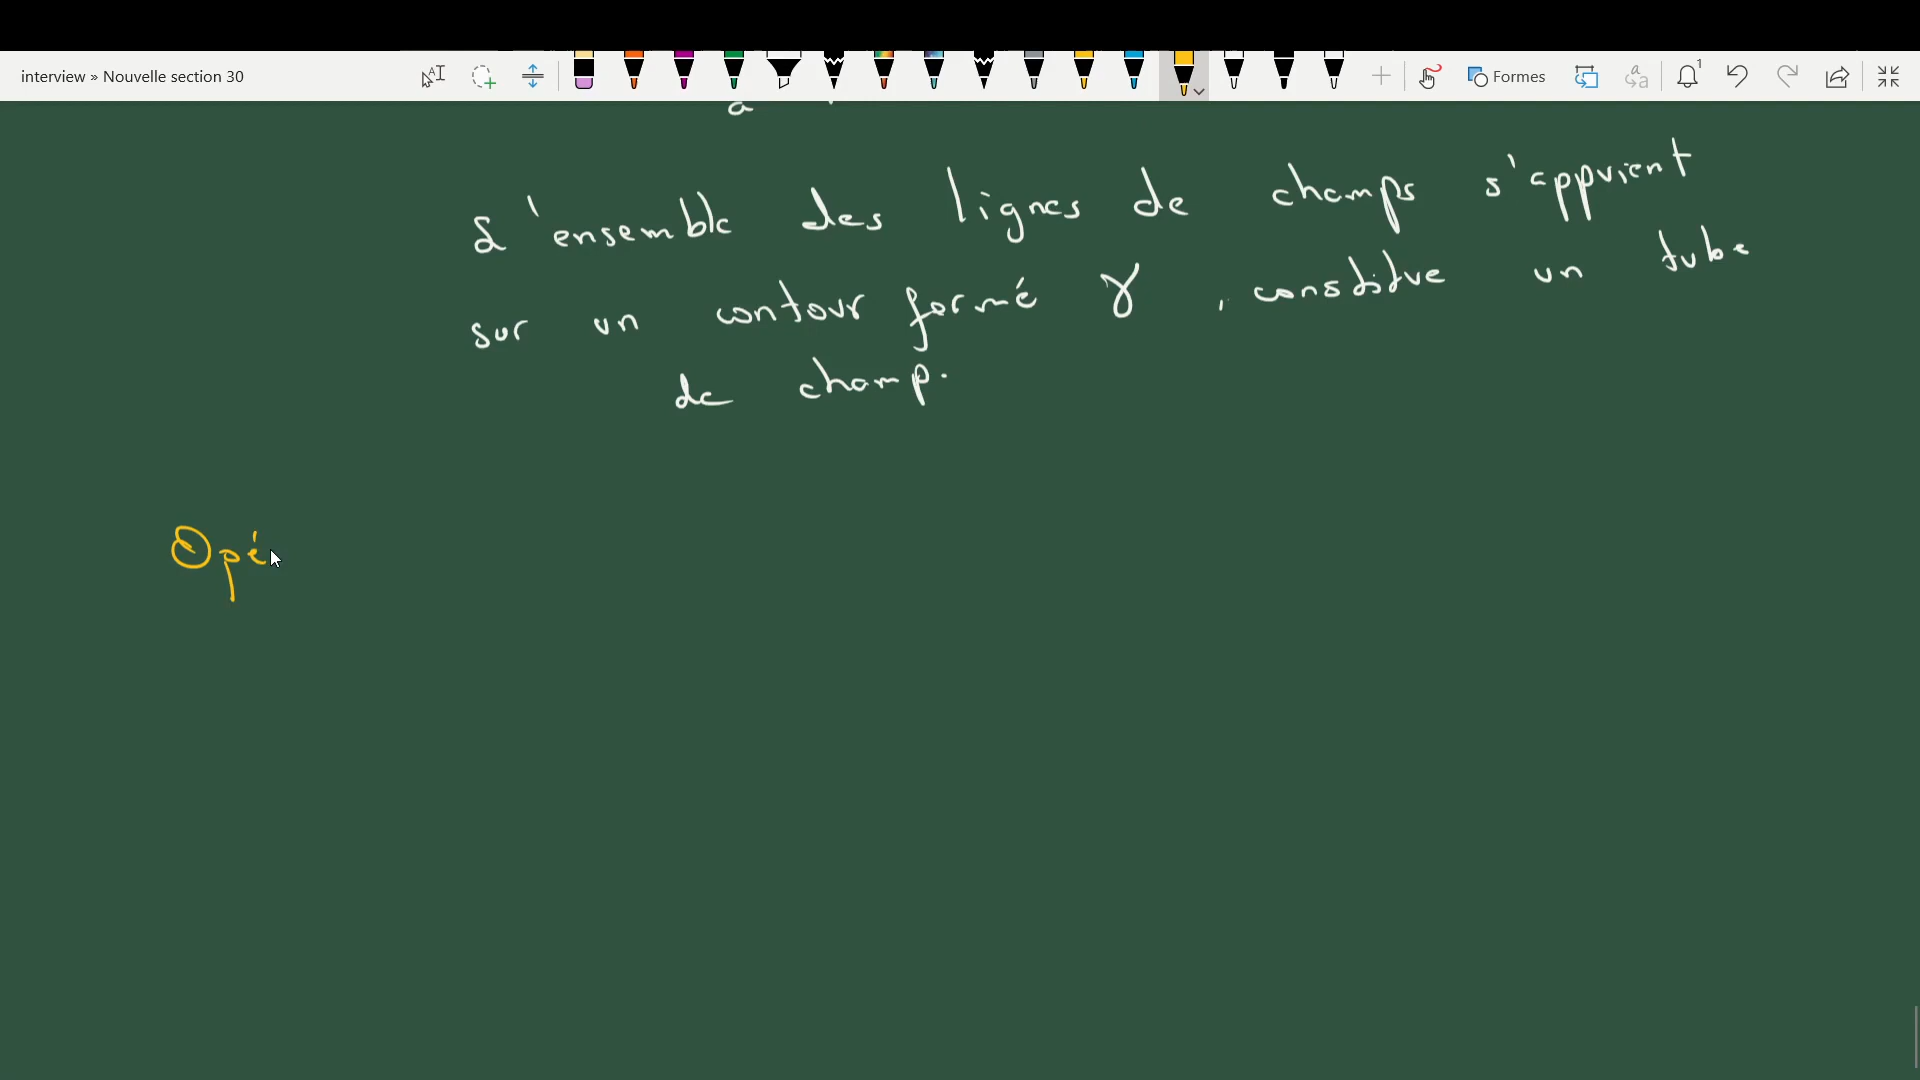 interview » Nouvelle section 30
Formes
1
a
L'ensemble des lignes de champs s'appuient
sur un contour formé γ, constitue un tube
de champ.
Opé